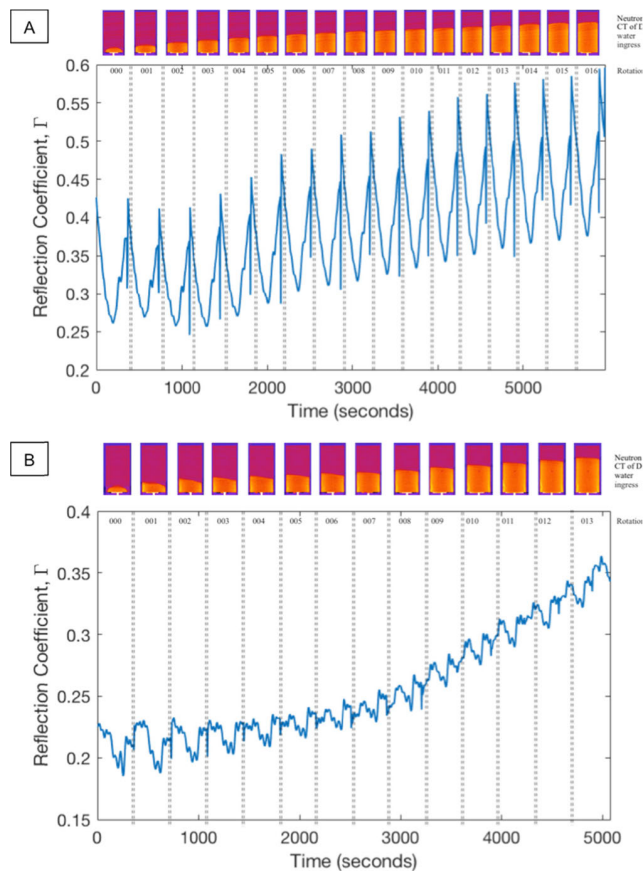 A
Neutron
CT of D
water
ingress
0.6
000 001 002 003 004 005 006 007 008 009 010 011 012 013 014 015 016
Rotation
0.55
0.5
0.45
0.4
0.35
0.3
0.25
0.2
Reflection Coefficient, Γ
0 1000 2000 3000 4000 5000
Time (seconds)
B
Neutron
CT of D
water
ingress
0.4
000 001 002 003 004 005 006 007 008 009 010 011 012 013
Rotation
0.35
0.3
0.25
0.2
0.15
Reflection Coefficient, Γ
0 1000 2000 3000 4000 5000
Time (seconds)